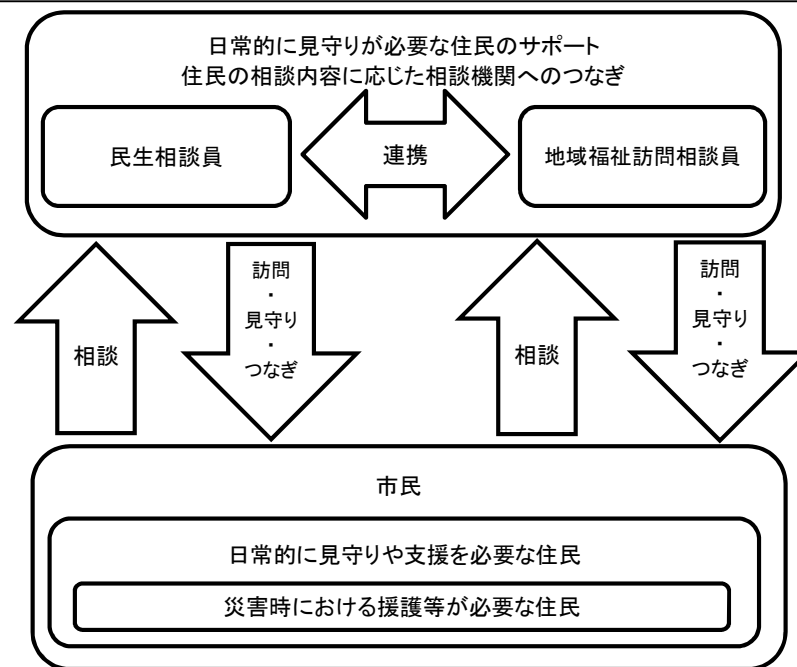 日常的に見守りが必要な住民のサポート
住民の相談内容に応じた相談機関へのつなぎ
民生相談員
連携
地域福祉訪問相談員
相談
訪問
・
見守り
・
つなぎ
相談
訪問
・
見守り
・
つなぎ
市民
日常的に見守りや支援を必要な住民
災害時における援護等が必要な住民